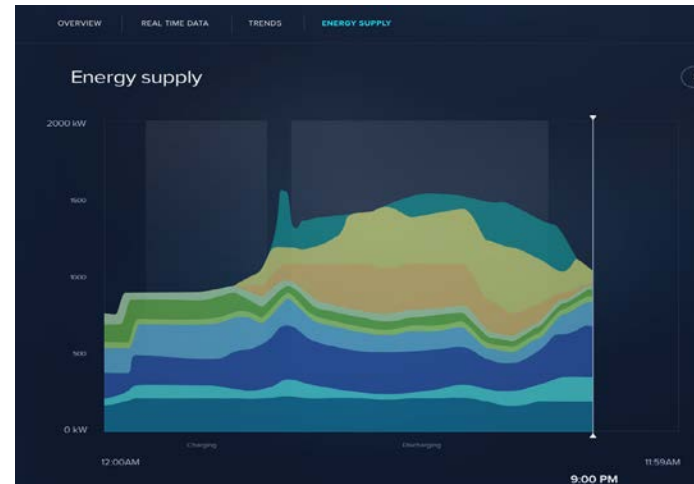 OVERVIEW
REAL TIME DATA
TRENDS
ENERGY SUPPLY
Energy supply
2000 kW
1500
1000
500
0 kW
Charging
Discharging
12:00AM
11:59AM
9:00 PM